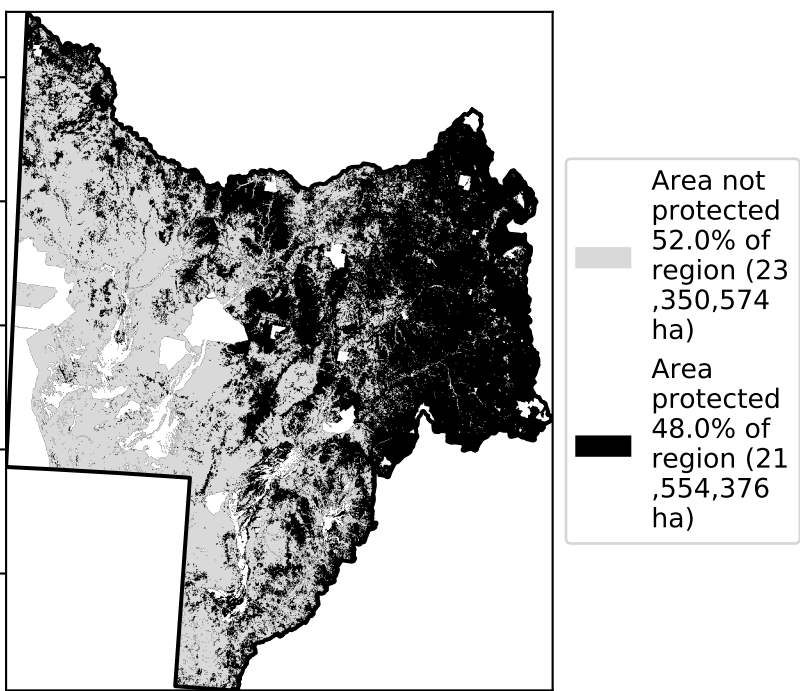 Area not
protected
52.0% of
region (23
,350,574
ha)
Area
protected
48.0% of
region (21
,554,376
ha)